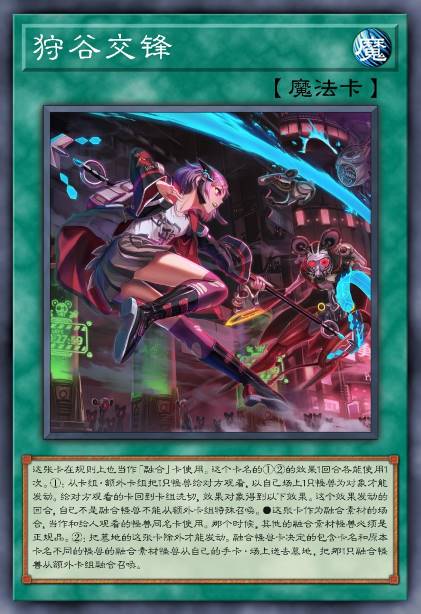 狩谷交锋
魔
【魔法卡】
27:59
这张卡在规则上也当作「融合」卡使用。这个卡名的①②的效果1回合各能使用1
次。①：从卡组·额外卡组把1只怪兽给对方观看，以自己场上1只怪兽为对象才能
发动。给对方观看的卡回到卡组洗切，效果对象得到以下效果。这个效果发动的
回合，自己不是融合怪兽不能从额外卡组特殊召唤。●这张卡作为融合素材的场
合，当作和给人观看的怪兽同名卡使用。那个时候，其他的融合素材怪兽必须是
正规品。②：把墓地的这张卡除外才能发动。融合怪兽卡决定的包含卡名和原本
卡名不同的怪兽的融合素材怪兽从自己的手卡·场上送去墓地，把那1只融合怪
兽从额外卡组融合召唤。